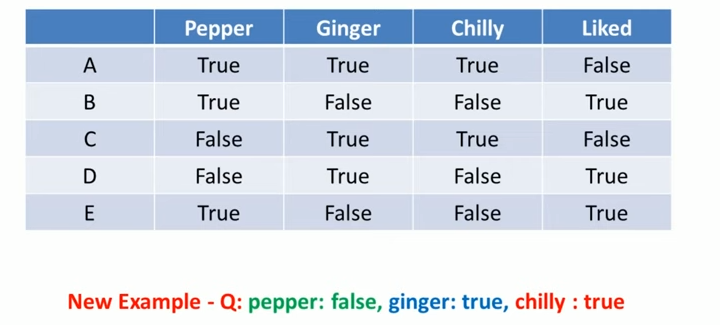 Pepper Ginger Chilly Liked
A True True True False
B True False False True
C False True True False
D False True False True
E True False False True
New Example - Q: pepper: false, ginger: true, chilly : true